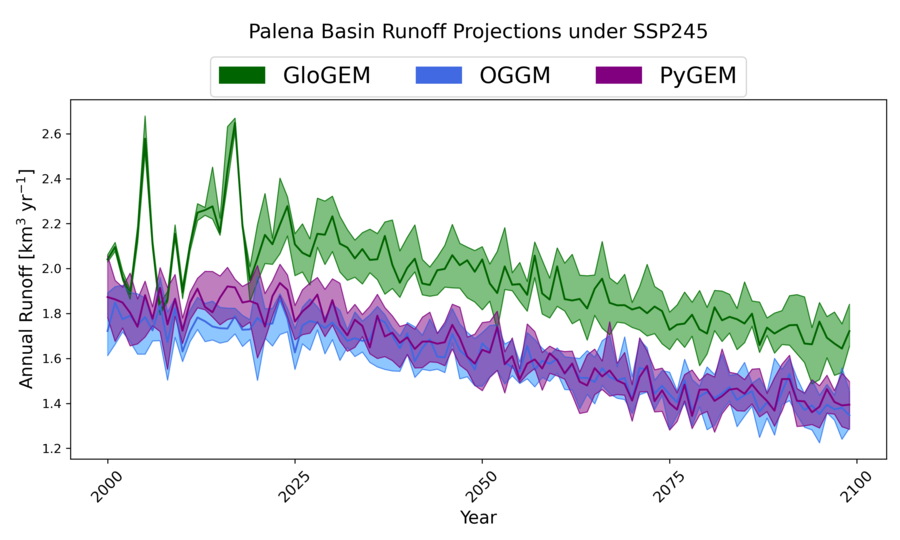 Palena Basin Runoff Projections under SSP245
GloGEM OGGM PyGEM
Annual Runoff [km³ yr⁻¹]
2.6
2.4
2.2
2.0
1.8
1.6
1.4
1.2
2000 2025 2050 2075 2100
Year